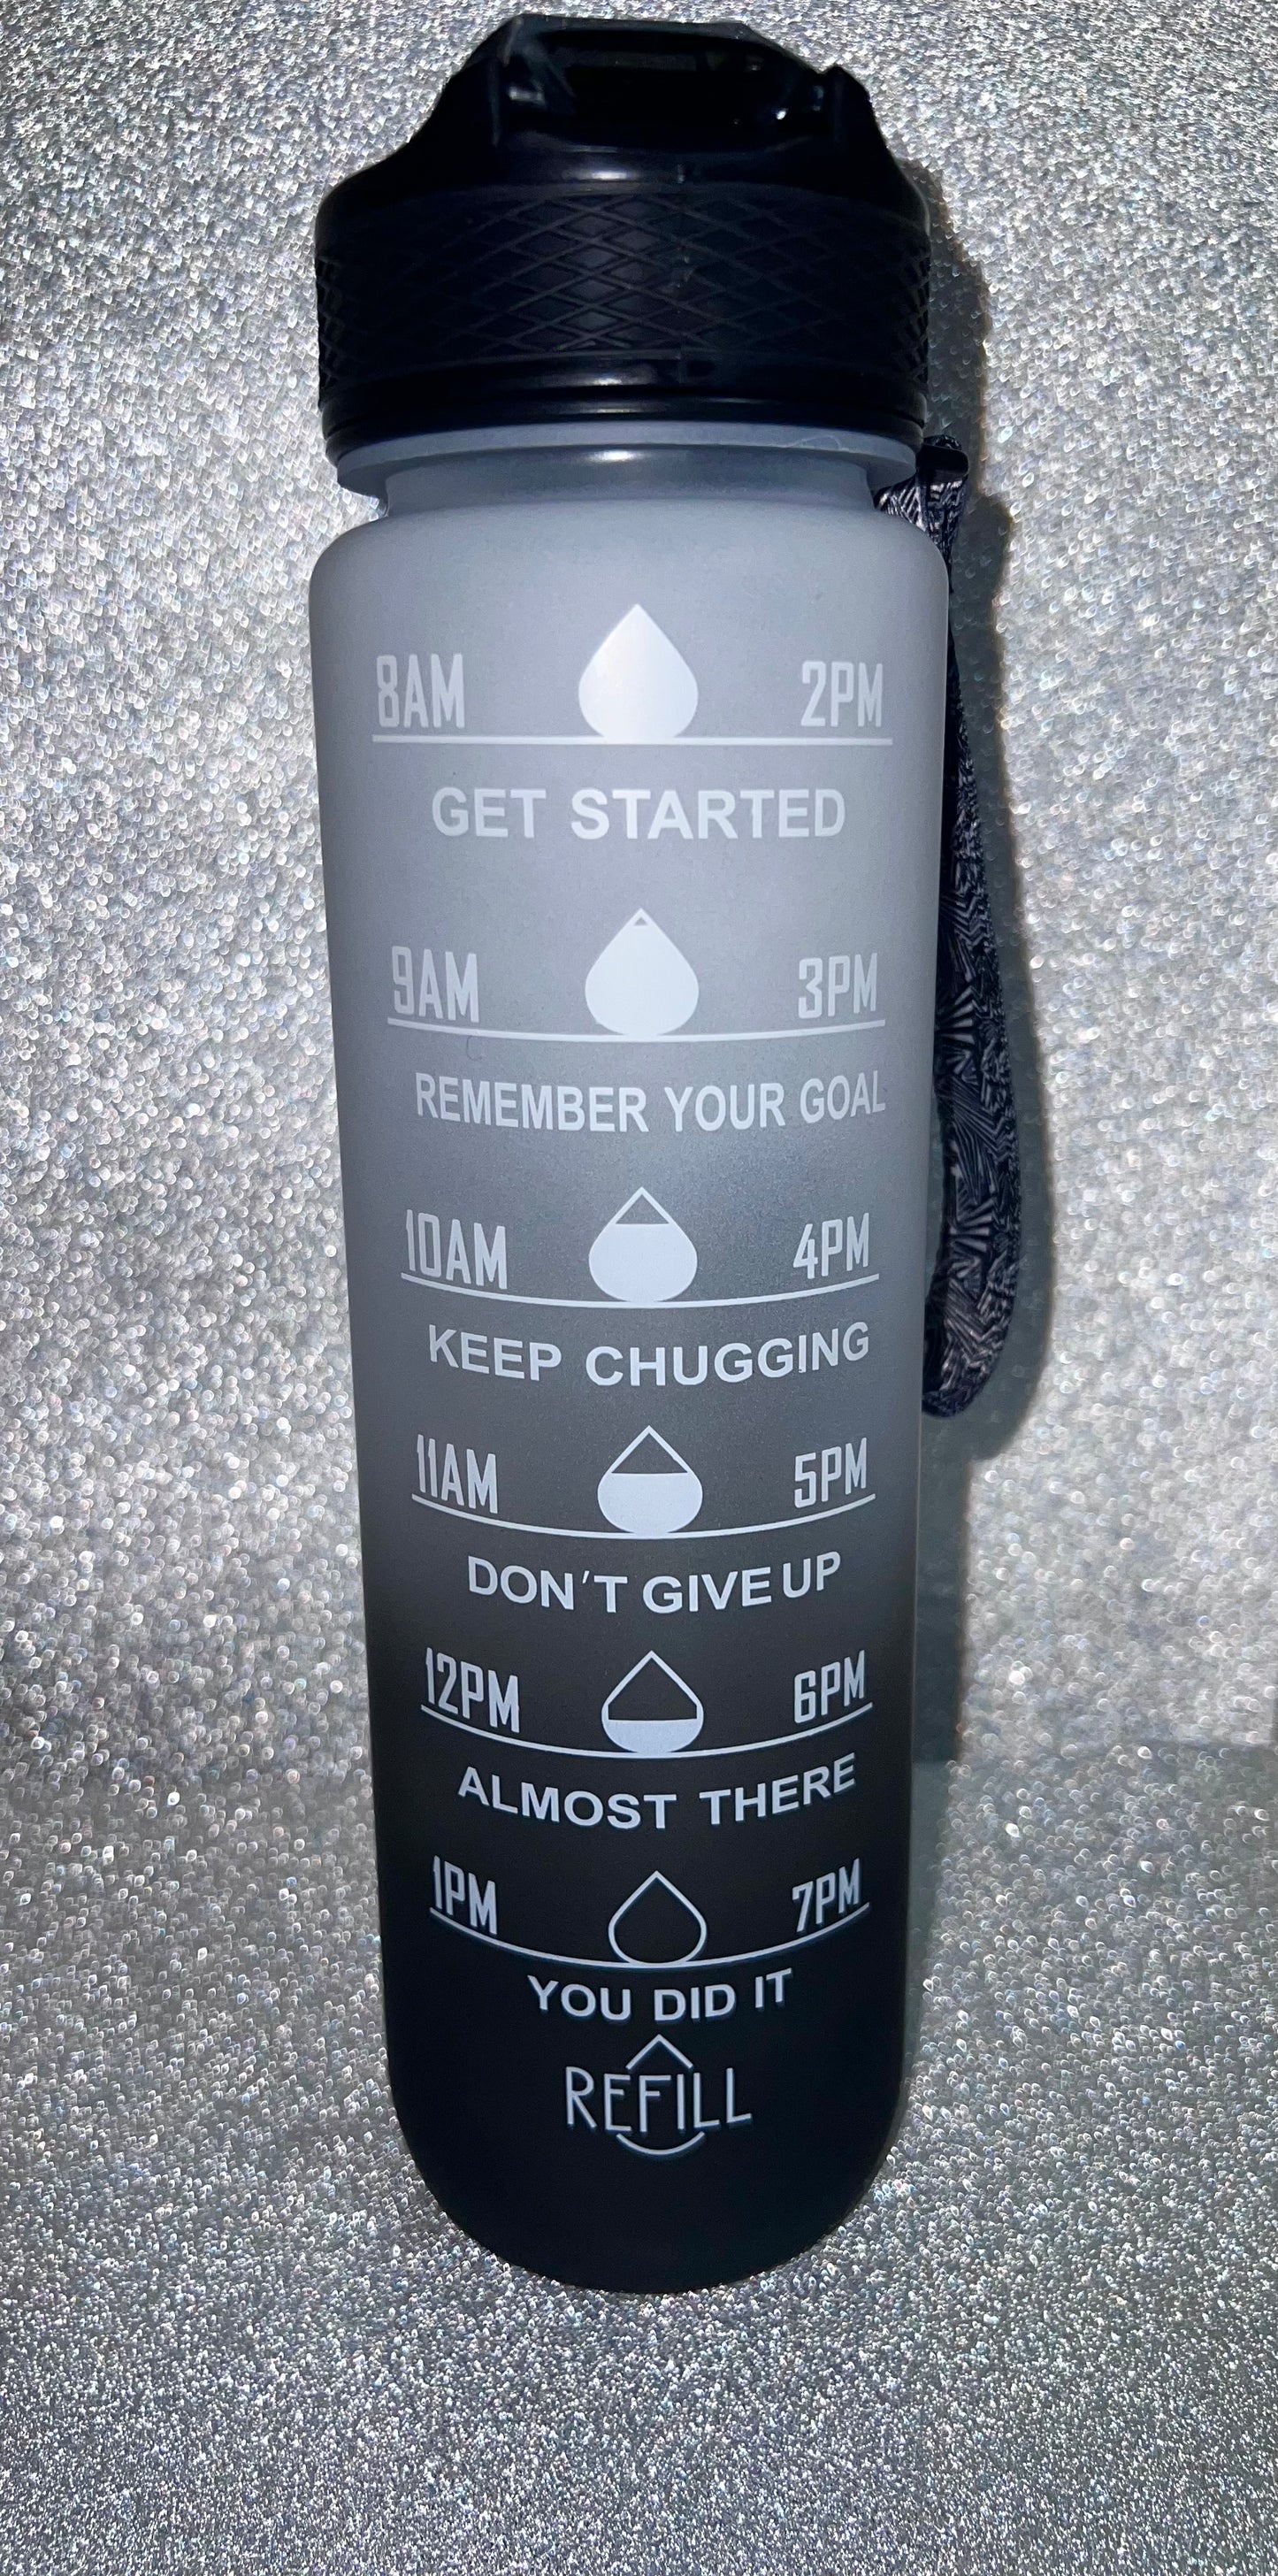 8AM 2PM
GET STARTED
9AM 3PM
REMEMBER YOUR GOAL
10AM 4PM
KEEP CHUGGING
11AM 5PM
DON'T GIVE UP
12PM 6PM
ALMOST THERE
1PM 7PM
YOU DID IT
REFILL